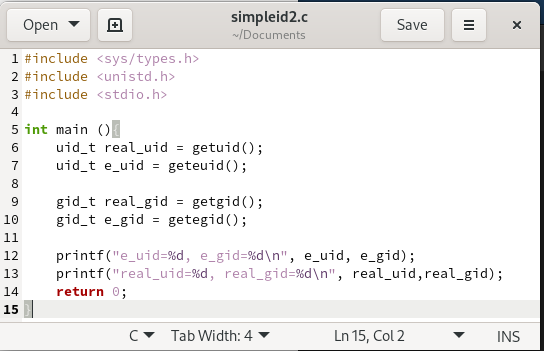 Open
simpleid2.c
~/Documents
Save
1 #include <sys/types.h>
2 #include <unistd.h>
3 #include <stdio.h>
4
5 int main (){
6     uid_t real_uid = getuid();
7     uid_t e_uid = geteuid();
8
9     gid_t real_gid = getgid();
10     gid_t e_gid = getegid();
11
12     printf("e_uid=%d, e_gid=%d\n", e_uid, e_gid);
13     printf("real_uid=%d, real_gid=%d\n", real_uid,real_gid);
14     return 0;
15 }
C Tab Width: 4 Ln 15, Col 2 INS